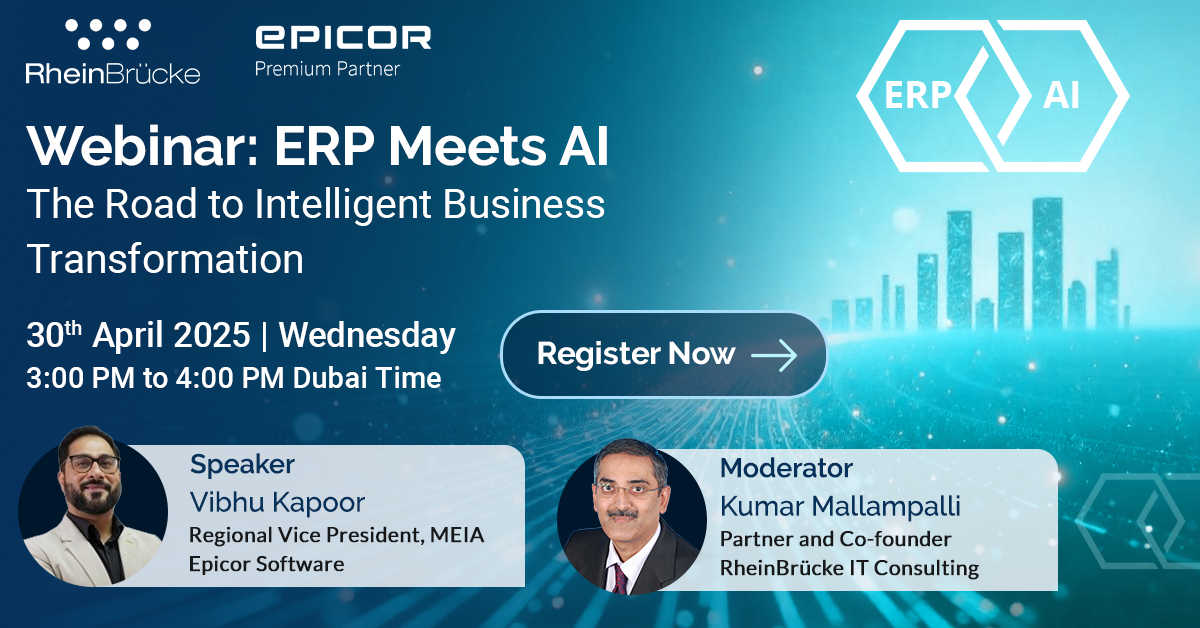 RheinBrücke
EPICOR
Premium Partner
ERP
AI
Webinar: ERP Meets AI
The Road to Intelligent Business
Transformation
30th April 2025 | Wednesday
3:00 PM to 4:00 PM Dubai Time
Register Now
Speaker
Vibhu Kapoor
Regional Vice President, MEIA
Epicor Software
Moderator
Kumar Mallampalli
Partner and Co-founder
RheinBrücke IT Consulting